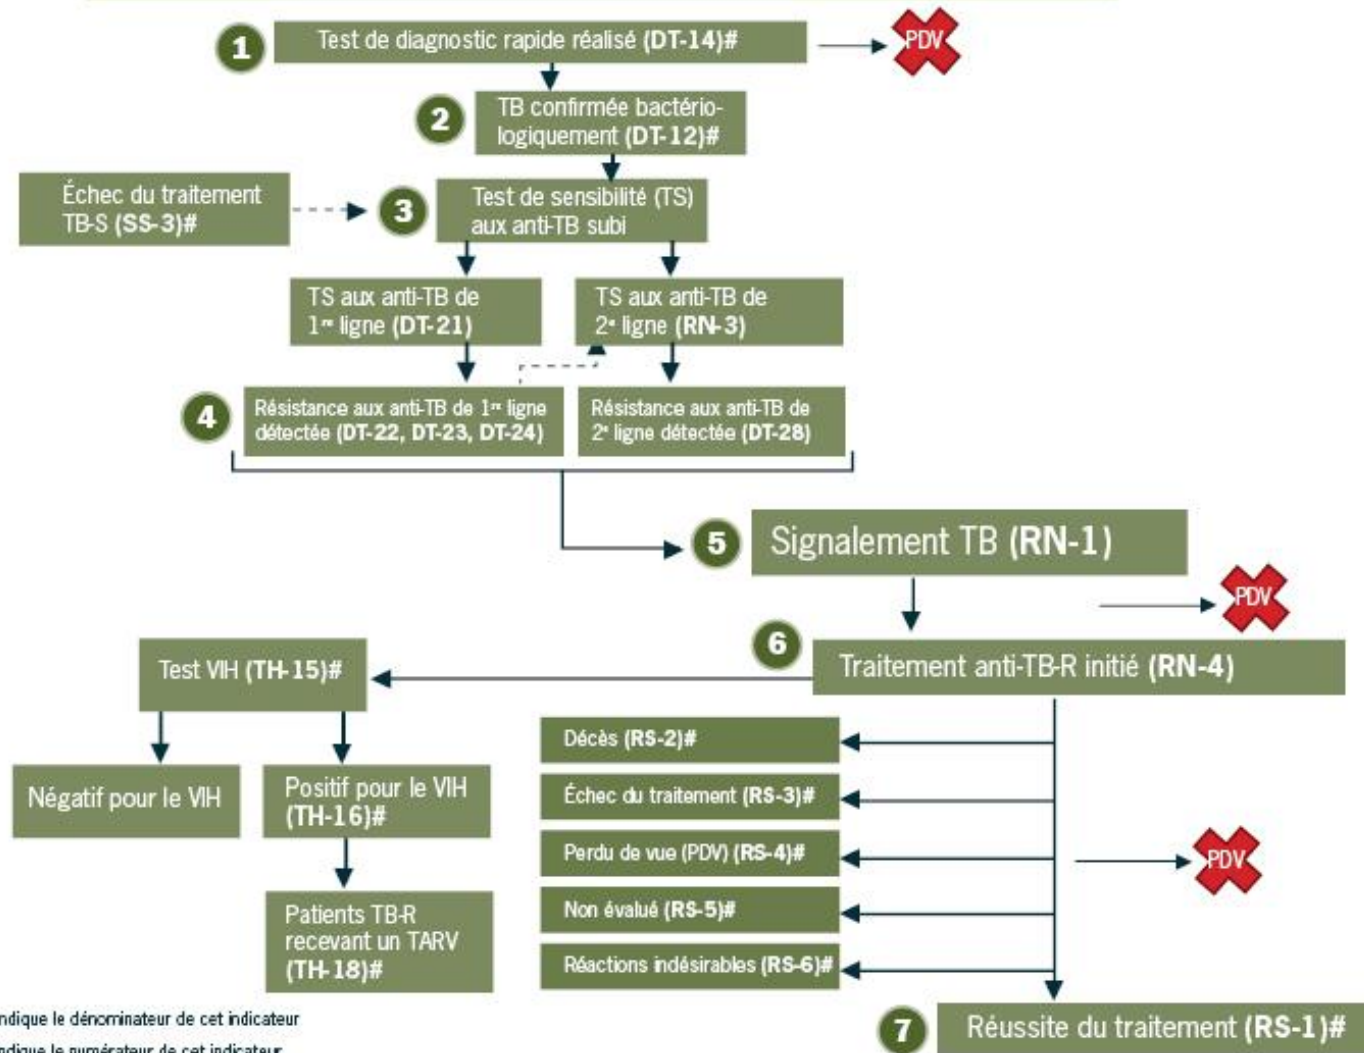 1
Test de diagnostic rapide réalisé (DT-14)#
PDV
2
TB confirmée bactério-
logiquement (DT-12)#
Échec du traitement
TB-S (SS-3)#
3
Test de sensibilité (TS)
aux anti-TB subi
TS aux anti-TB de
1re ligne (DT-21)
TS aux anti-TB de
2e ligne (RN-3)
4
Résistance aux anti-TB de 1re ligne
détectée (DT-22, DT-23, DT-24)
Résistance aux anti-TB de
2e ligne détectée (DT-28)
5
Signalement TB (RN-1)
PDV
6
Traitement anti-TB-R initié (RN-4)
Test VIH (TH-15)#
Négatif pour le VIH
Positif pour le VIH
(TH-16)#
Patients TB-R
recevant un TARV
(TH-18)#
Décès (RS-2)#
Échec du traitement (RS-3)#
Perdu de vue (PDV) (RS-4)#
Non évalué (RS-5)#
Réactions indésirables (RS-6)#
PDV
7
Réussite du traitement (RS-1)#
ndique le dénominateur de cet indicateur
ndique le numérateur de cet indicateur